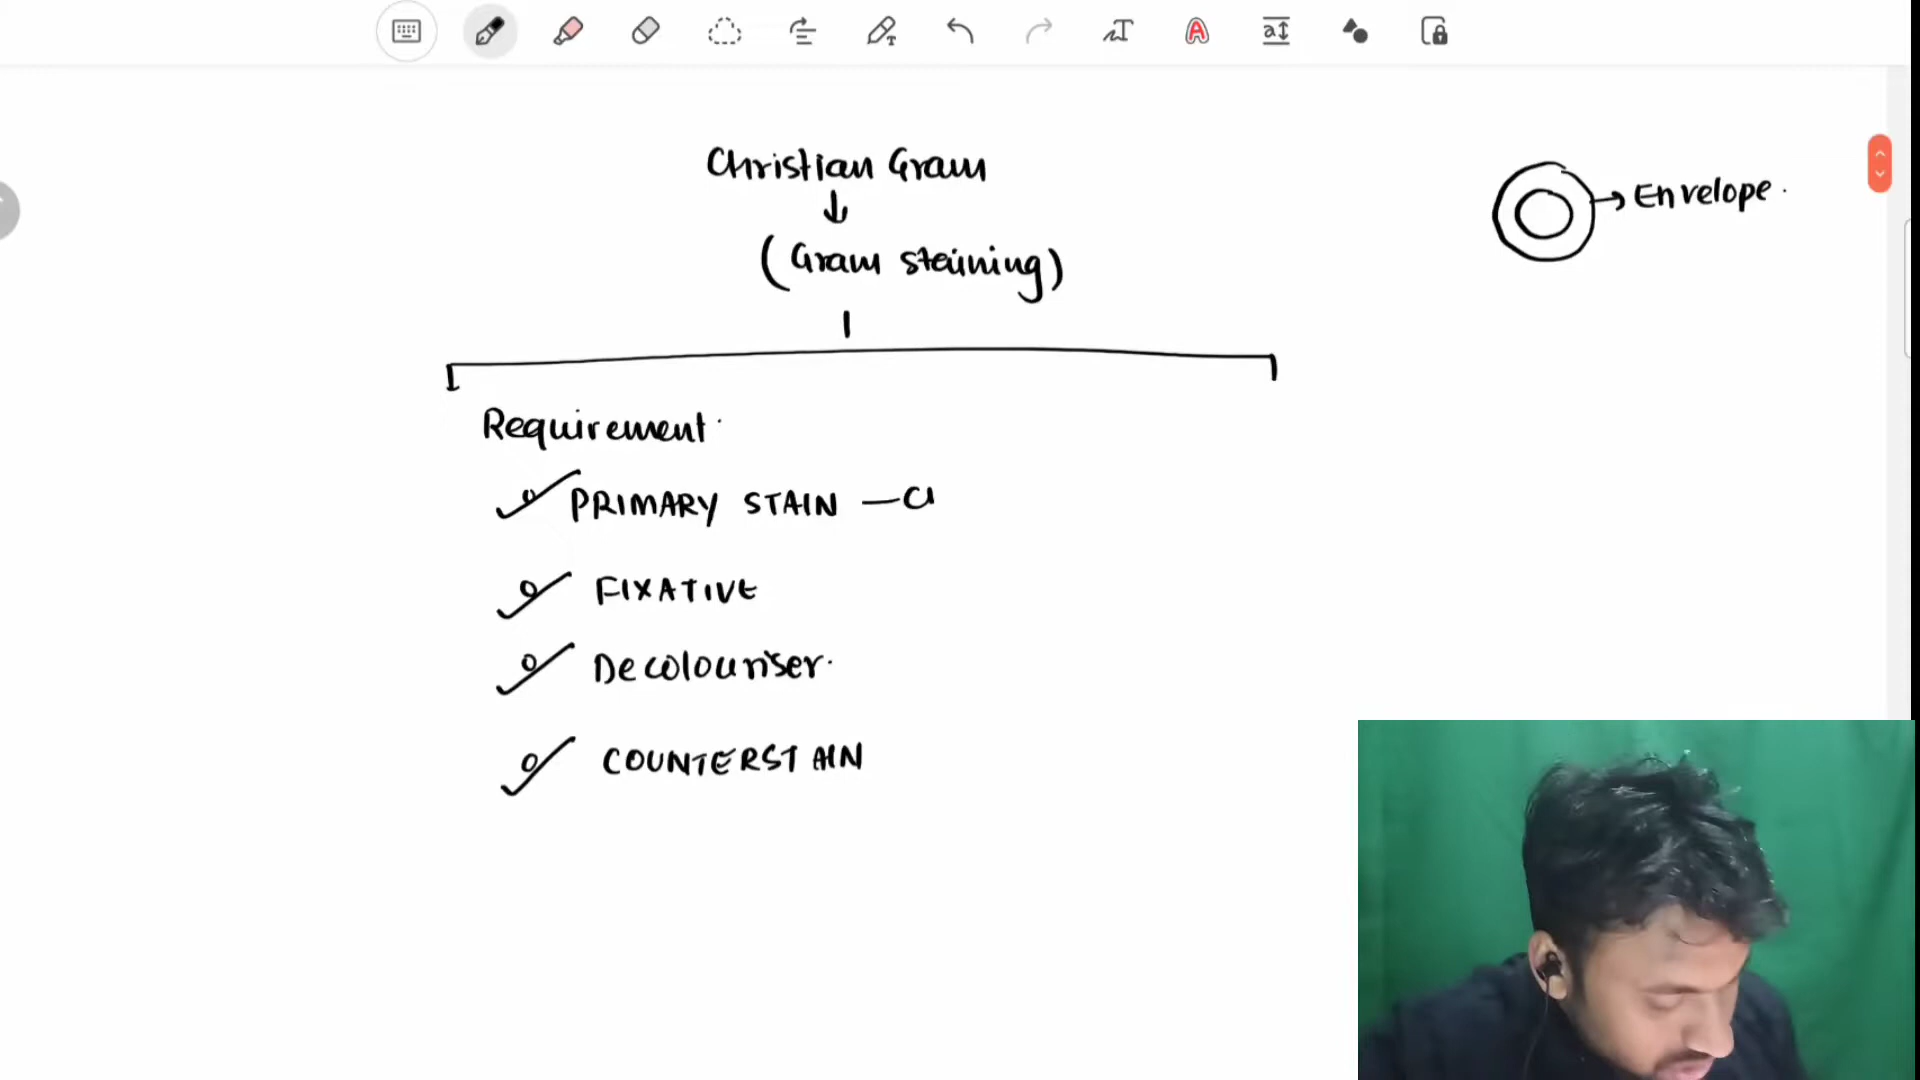 Christian Gram
(Gram staining)
Envelope.
Requirement.
PRIMARY STAIN —
FIXATIVE
Decolouriser.
COUNTERSTAIN